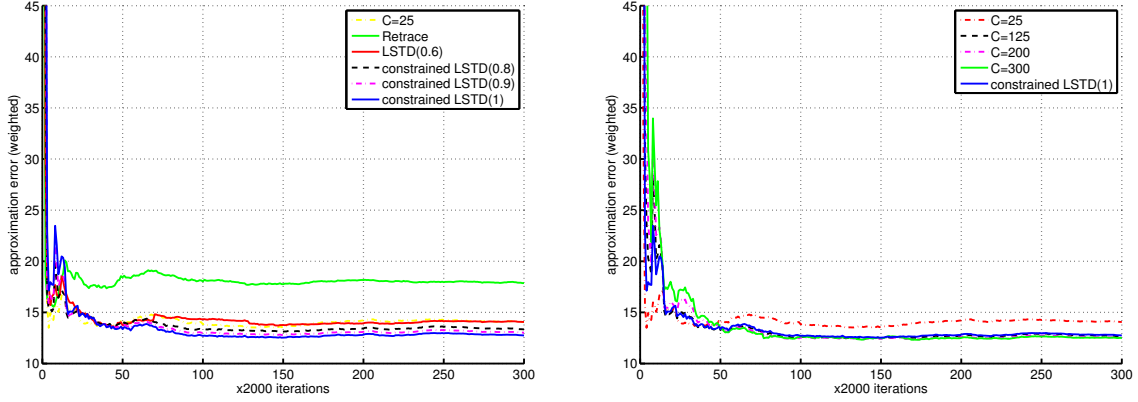 45
40
35
30
25
20
15
10
0
50
100
150
200
250
300
approximation error (weighted)
x2000 iterations
C=25
Retrace
LSTD(0.6)
constrained LSTD(0.8)
constrained LSTD(0.9)
constrained LSTD(1)
45
40
35
30
25
20
15
10
0
50
100
150
200
250
300
approximation error (weighted)
x2000 iterations
C=25
C=125
C=200
C=300
constrained LSTD(1)